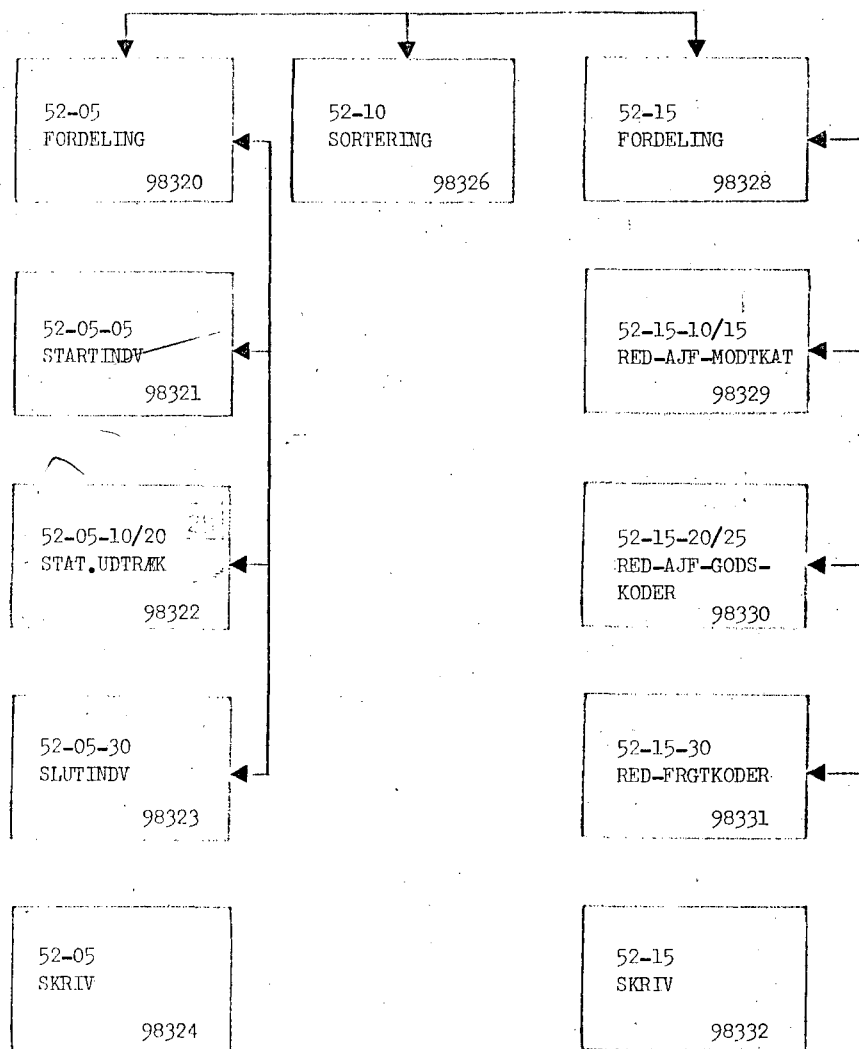 52-05
FORDELING
98320
52-10
SORTERING
98326
52-15
FORDELING
98328
52-05-05
STARTINDV
98321
52-15-10/15
RED-AJF-MODTKAT
98329
52-05-10/20
STAT.UDTRÆK
98322
52-15-20/25
RED-AJF-GODS-
KODER
98330
52-05-30
SLUTINDV
98323
52-15-30
RED-FRGTKODER
98331
52-05
SKRIV
98324
52-15
SKRIV
98332